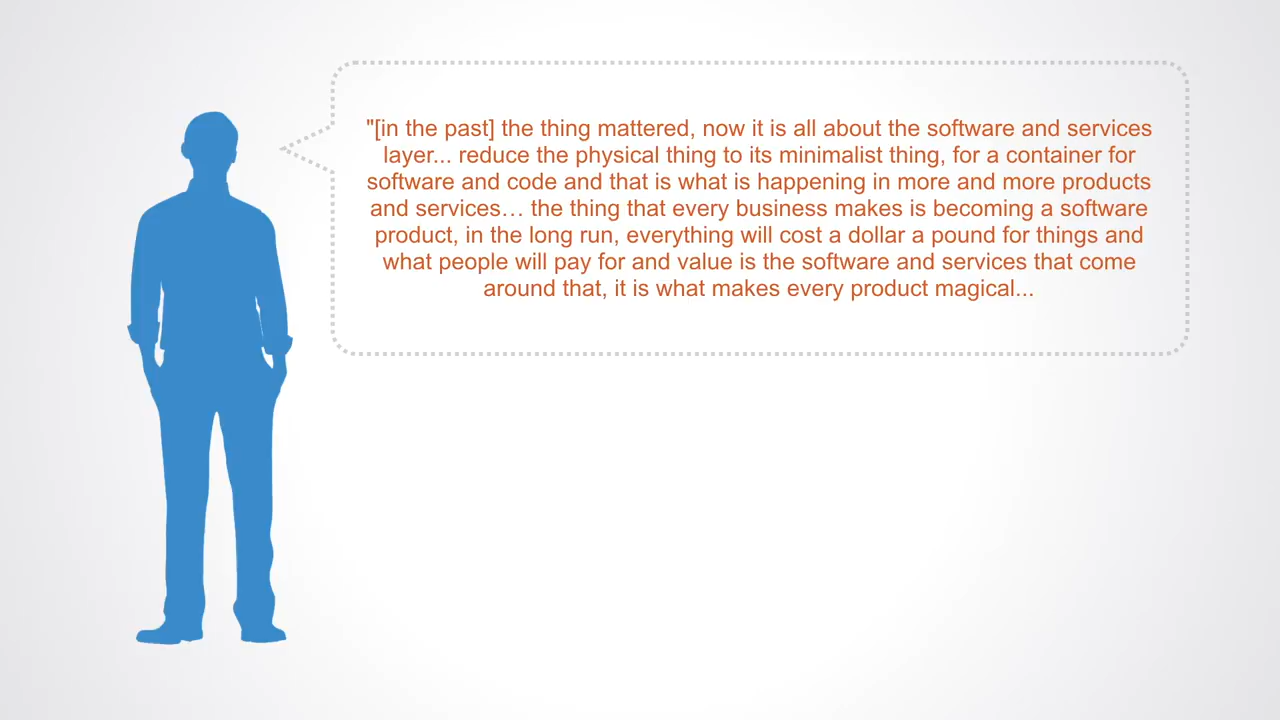 "[in the past] the thing mattered, now it is all about the software and services
layer... reduce the physical thing to its minimalist thing, for a container for
software and code and that is what is happening in more and more products
and services… the thing that every business makes is becoming a software
product, in the long run, everything will cost a dollar a pound for things and
what people will pay for and value is the software and services that come
around that, it is what makes every product magical...